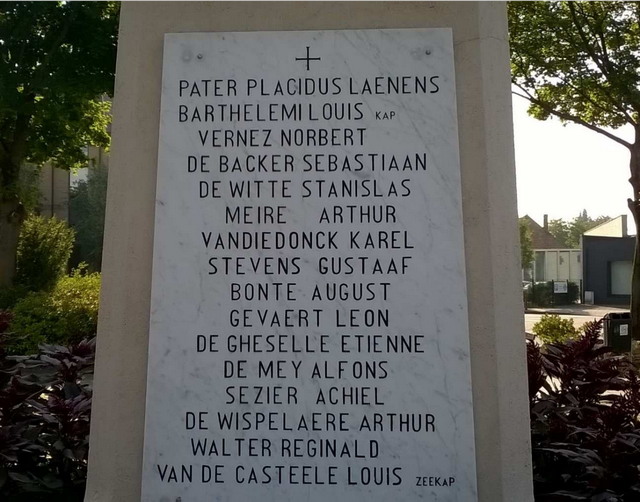 PATER PLACIDUS LAENENS
BARTHELEMI LOUIS KAP
VERNEZ NORBERT
DE BACKER SEBASTIAAN
DE WITTE STANISLAS
MEIRE ARTHUR
VANDIEDONCK KAREL
STEVENS GUSTAAF
BONTE AUGUST
GEVAERT LEON
DE GHESELLE ETIENNE
DE MEY ALFONS
SEZIER ACHIEL
DE WISPELAERE ARTHUR
WALTER REGINALD
VAN DE CASTEELE LOUIS ZEEKAP